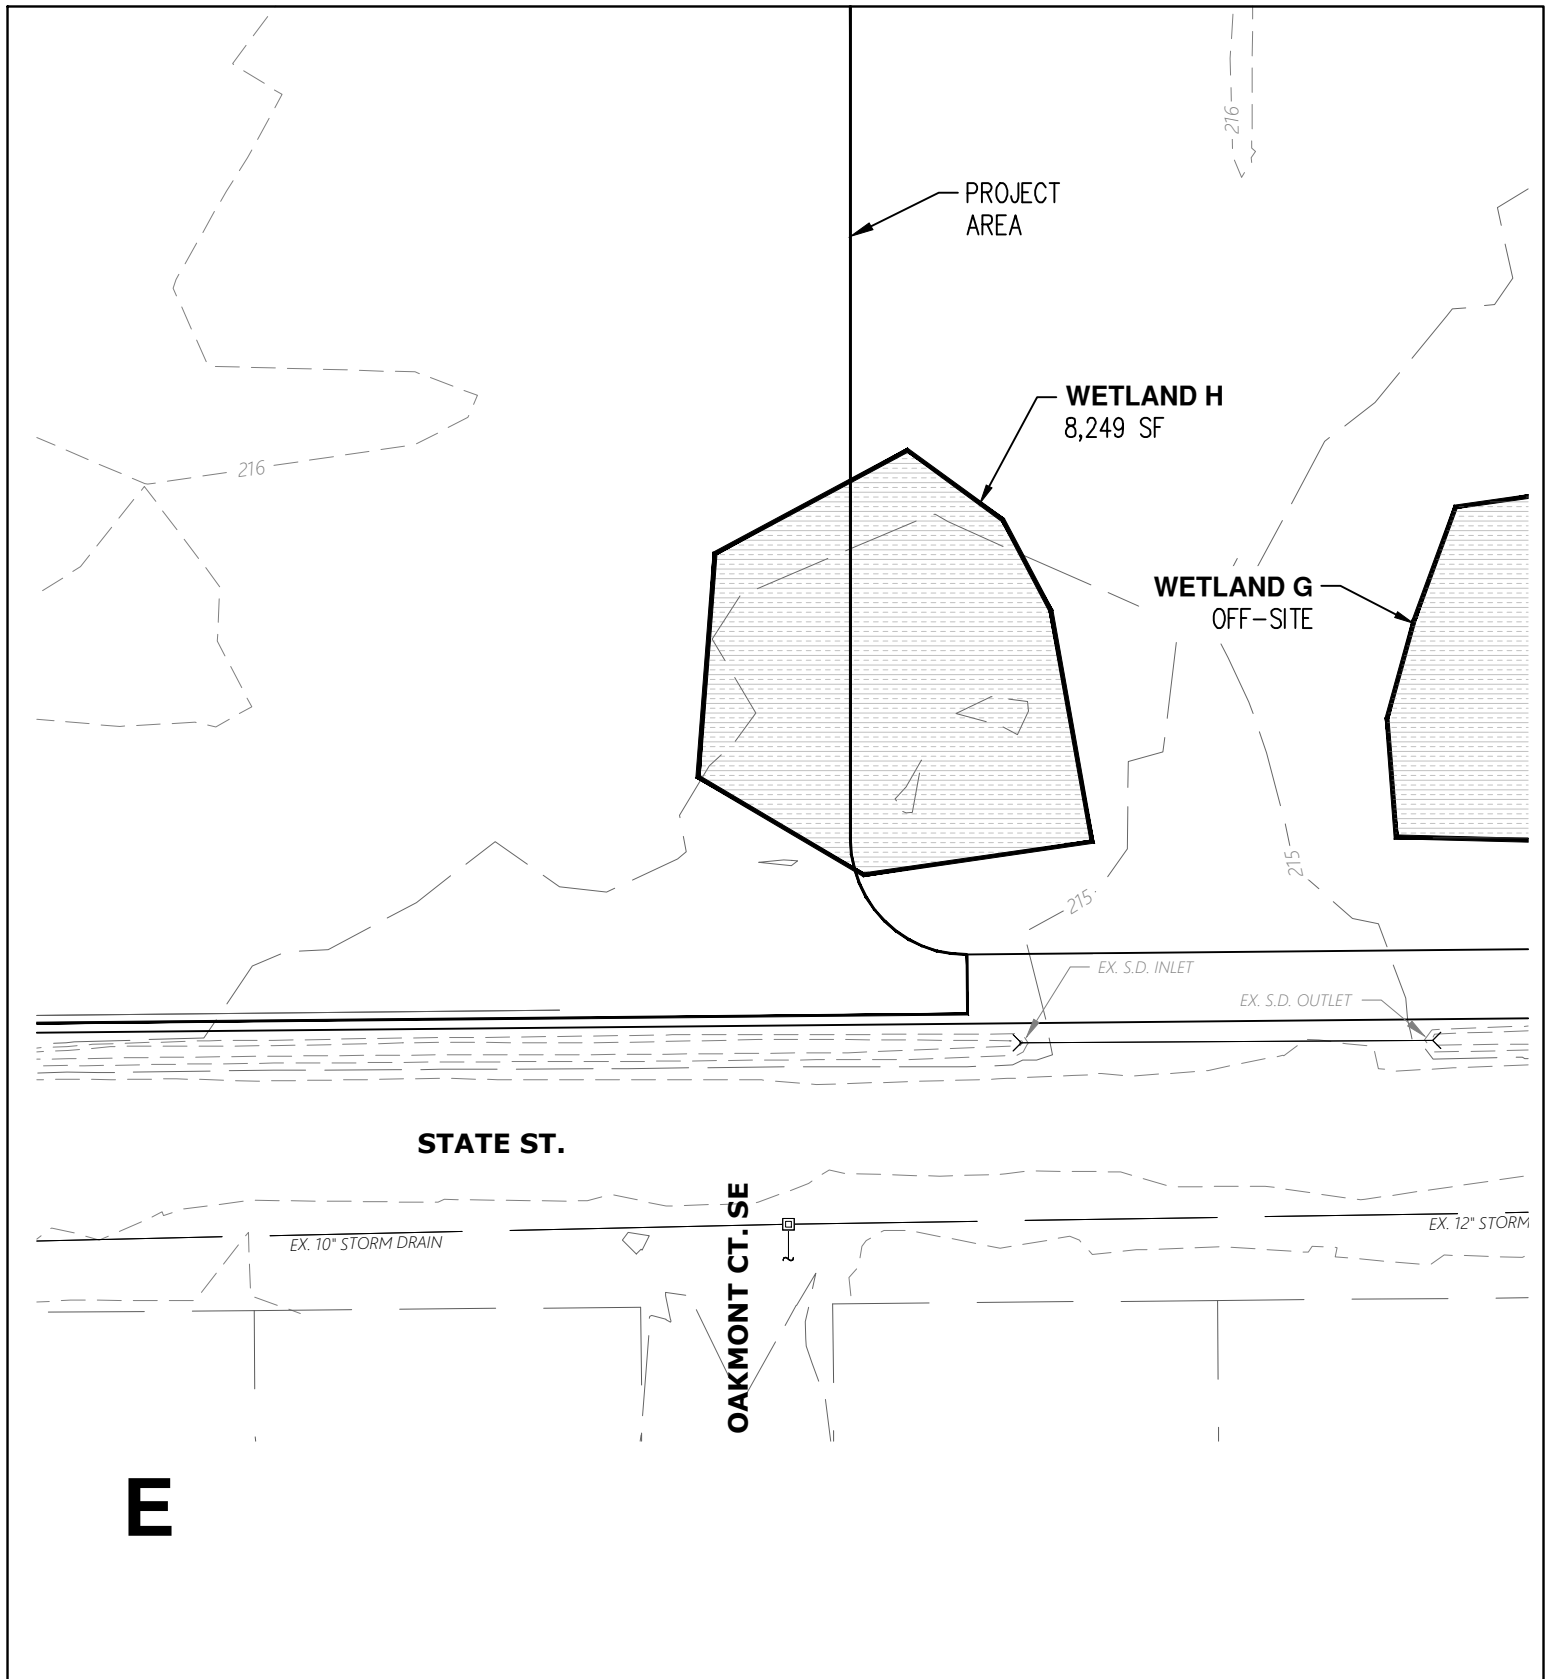 216
PROJECT
AREA
WETLAND H
8,249 SF
216
WETLAND G
OFF-SITE
215
215
EX. S.D. INLET
EX. S.D. OUTLET
STATE ST.
OAKMONT CT. SE
EX. 10" STORM DRAIN
EX. 12" STORM
E